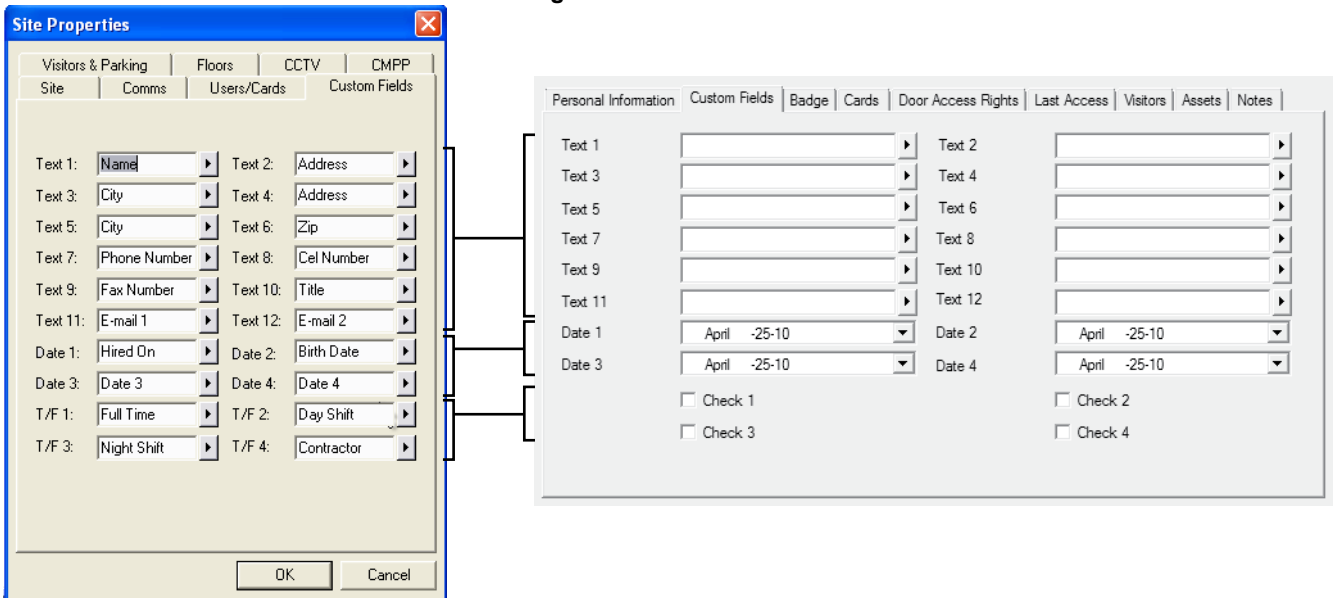 g
Site Properties
Visitors & Parking Floors CCTV CMPP
Site Comms Users/Cards Custom Fields
Text 1: Name Text 2: Address
Text 3: City Text 4: Address
Text 5: City Text 6: Zip
Text 7: Phone Number Text 8: Cel Number
Text 9: Fax Number Text 10: Title
Text 11: E-mail 1 Text 12: E-mail 2
Date 1: Hired On Date 2: Birth Date
Date 3: Date 3 Date 4: Date 4
T/F 1: Full Time T/F 2: Day Shift
T/F 3: Night Shift T/F 4: Contractor
OK Cancel
Personal Information Custom Fields Badge Cards Door Access Rights Last Access Visitors Assets Notes
Text 1 Text 2
Text 3 Text 4
Text 5 Text 6
Text 7 Text 8
Text 9 Text 10
Text 11 Text 12
Date 1 April -25-10 Date 2 April -25-10
Date 3 April -25-10 Date 4 April -25-10
Check 1 Check 2
Check 3 Check 4